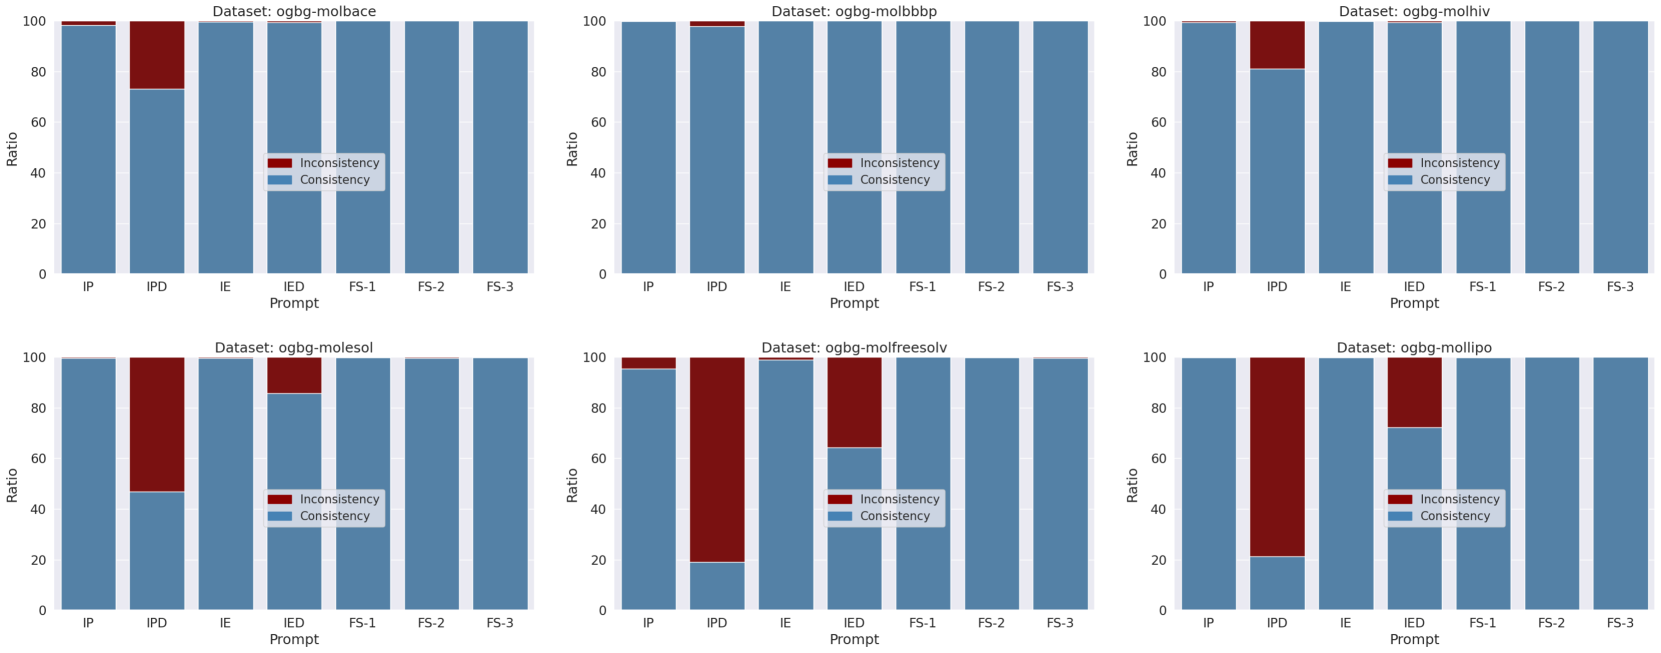 Dataset: ogbg-molbace
100
80
60
40
20
0
Ratio
Inconsistency
Consistency
IP IPD IE IED FS-1 FS-2 FS-3
Prompt
Dataset: ogbg-molbbbp
100
80
60
40
20
0
Ratio
Inconsistency
Consistency
IP IPD IE IED FS-1 FS-2 FS-3
Prompt
Dataset: ogbg-molhiv
100
80
60
40
20
0
Ratio
Inconsistency
Consistency
IP IPD IE IED FS-1 FS-2 FS-3
Prompt
Dataset: ogbg-molesol
100
80
60
40
20
0
Ratio
Inconsistency
Consistency
IP IPD IE IED FS-1 FS-2 FS-3
Prompt
Dataset: ogbg-molfreesolv
100
80
60
40
20
0
Ratio
Inconsistency
Consistency
IP IPD IE IED FS-1 FS-2 FS-3
Prompt
Dataset: ogbg-mollipo
100
80
60
40
20
0
Ratio
Inconsistency
Consistency
IP IPD IE IED FS-1 FS-2 FS-3
Prompt